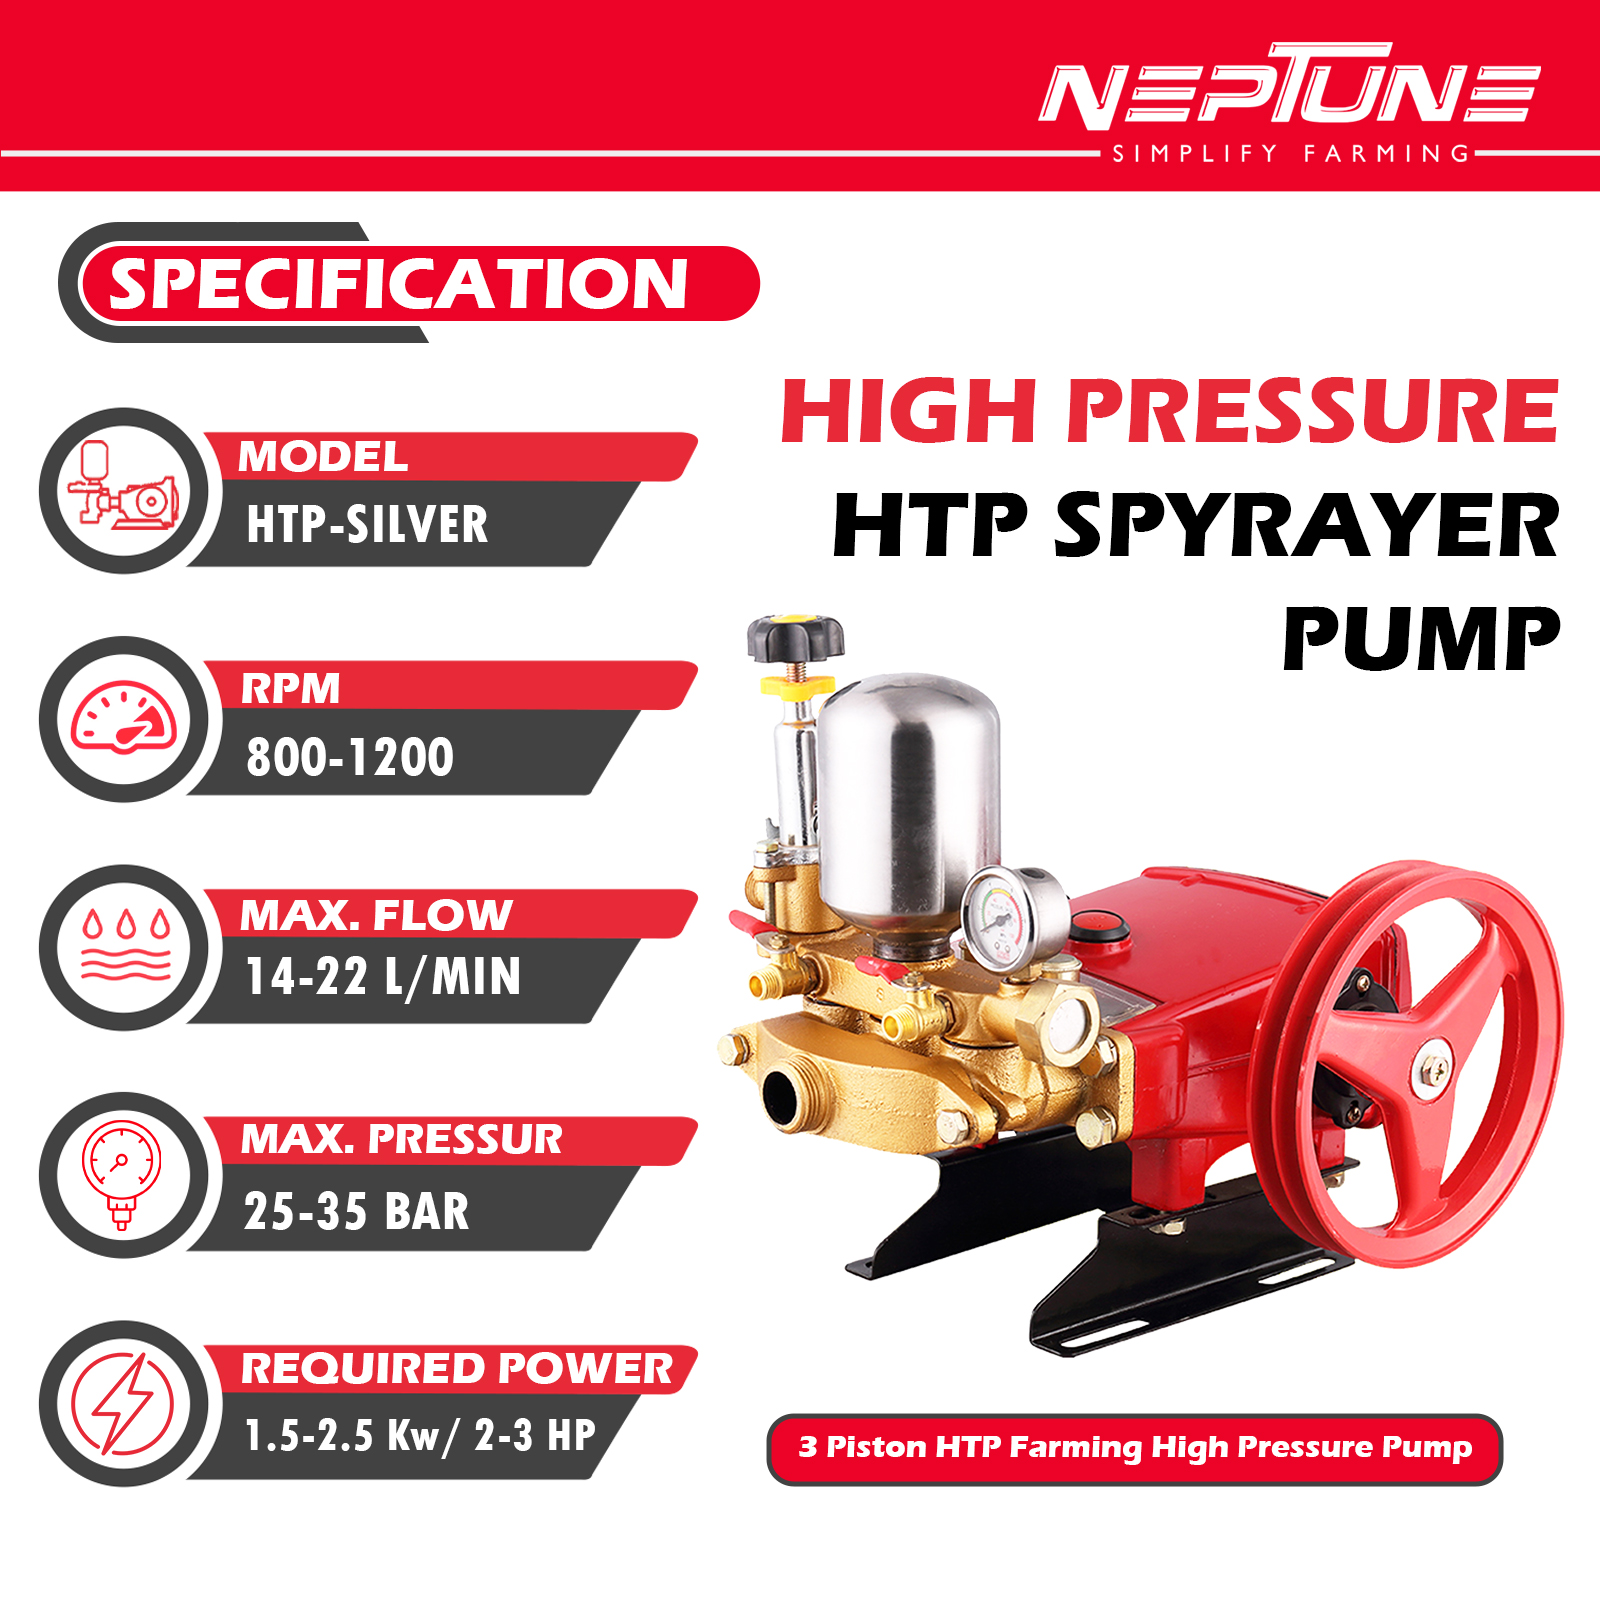 NEPTUNE
SIMPLIFY FARMING
SPECIFICATION
HIGH PRESSURE
HTP SPYRAYER
PUMP
MODEL
HTP-SILVER
RPM
800-1200
MAX. FLOW
14-22 L/MIN
MAX. PRESSUR
25-35 BAR
REQUIRED POWER
1.5-2.5 Kw/ 2-3 HP
3 Piston HTP Farming High Pressure Pump